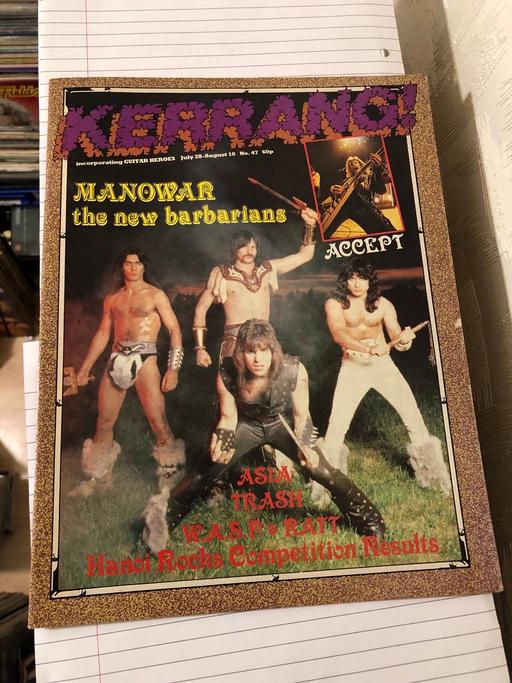 KERRANG!
incorporating GUITAR HEROES July 28-August 10 No. 47 60p
MANOWAR
the new barbarians
ACCEPT
ASIA
TRASH
W.A.S.P • RATT
Hanoi Rocks Competition Results